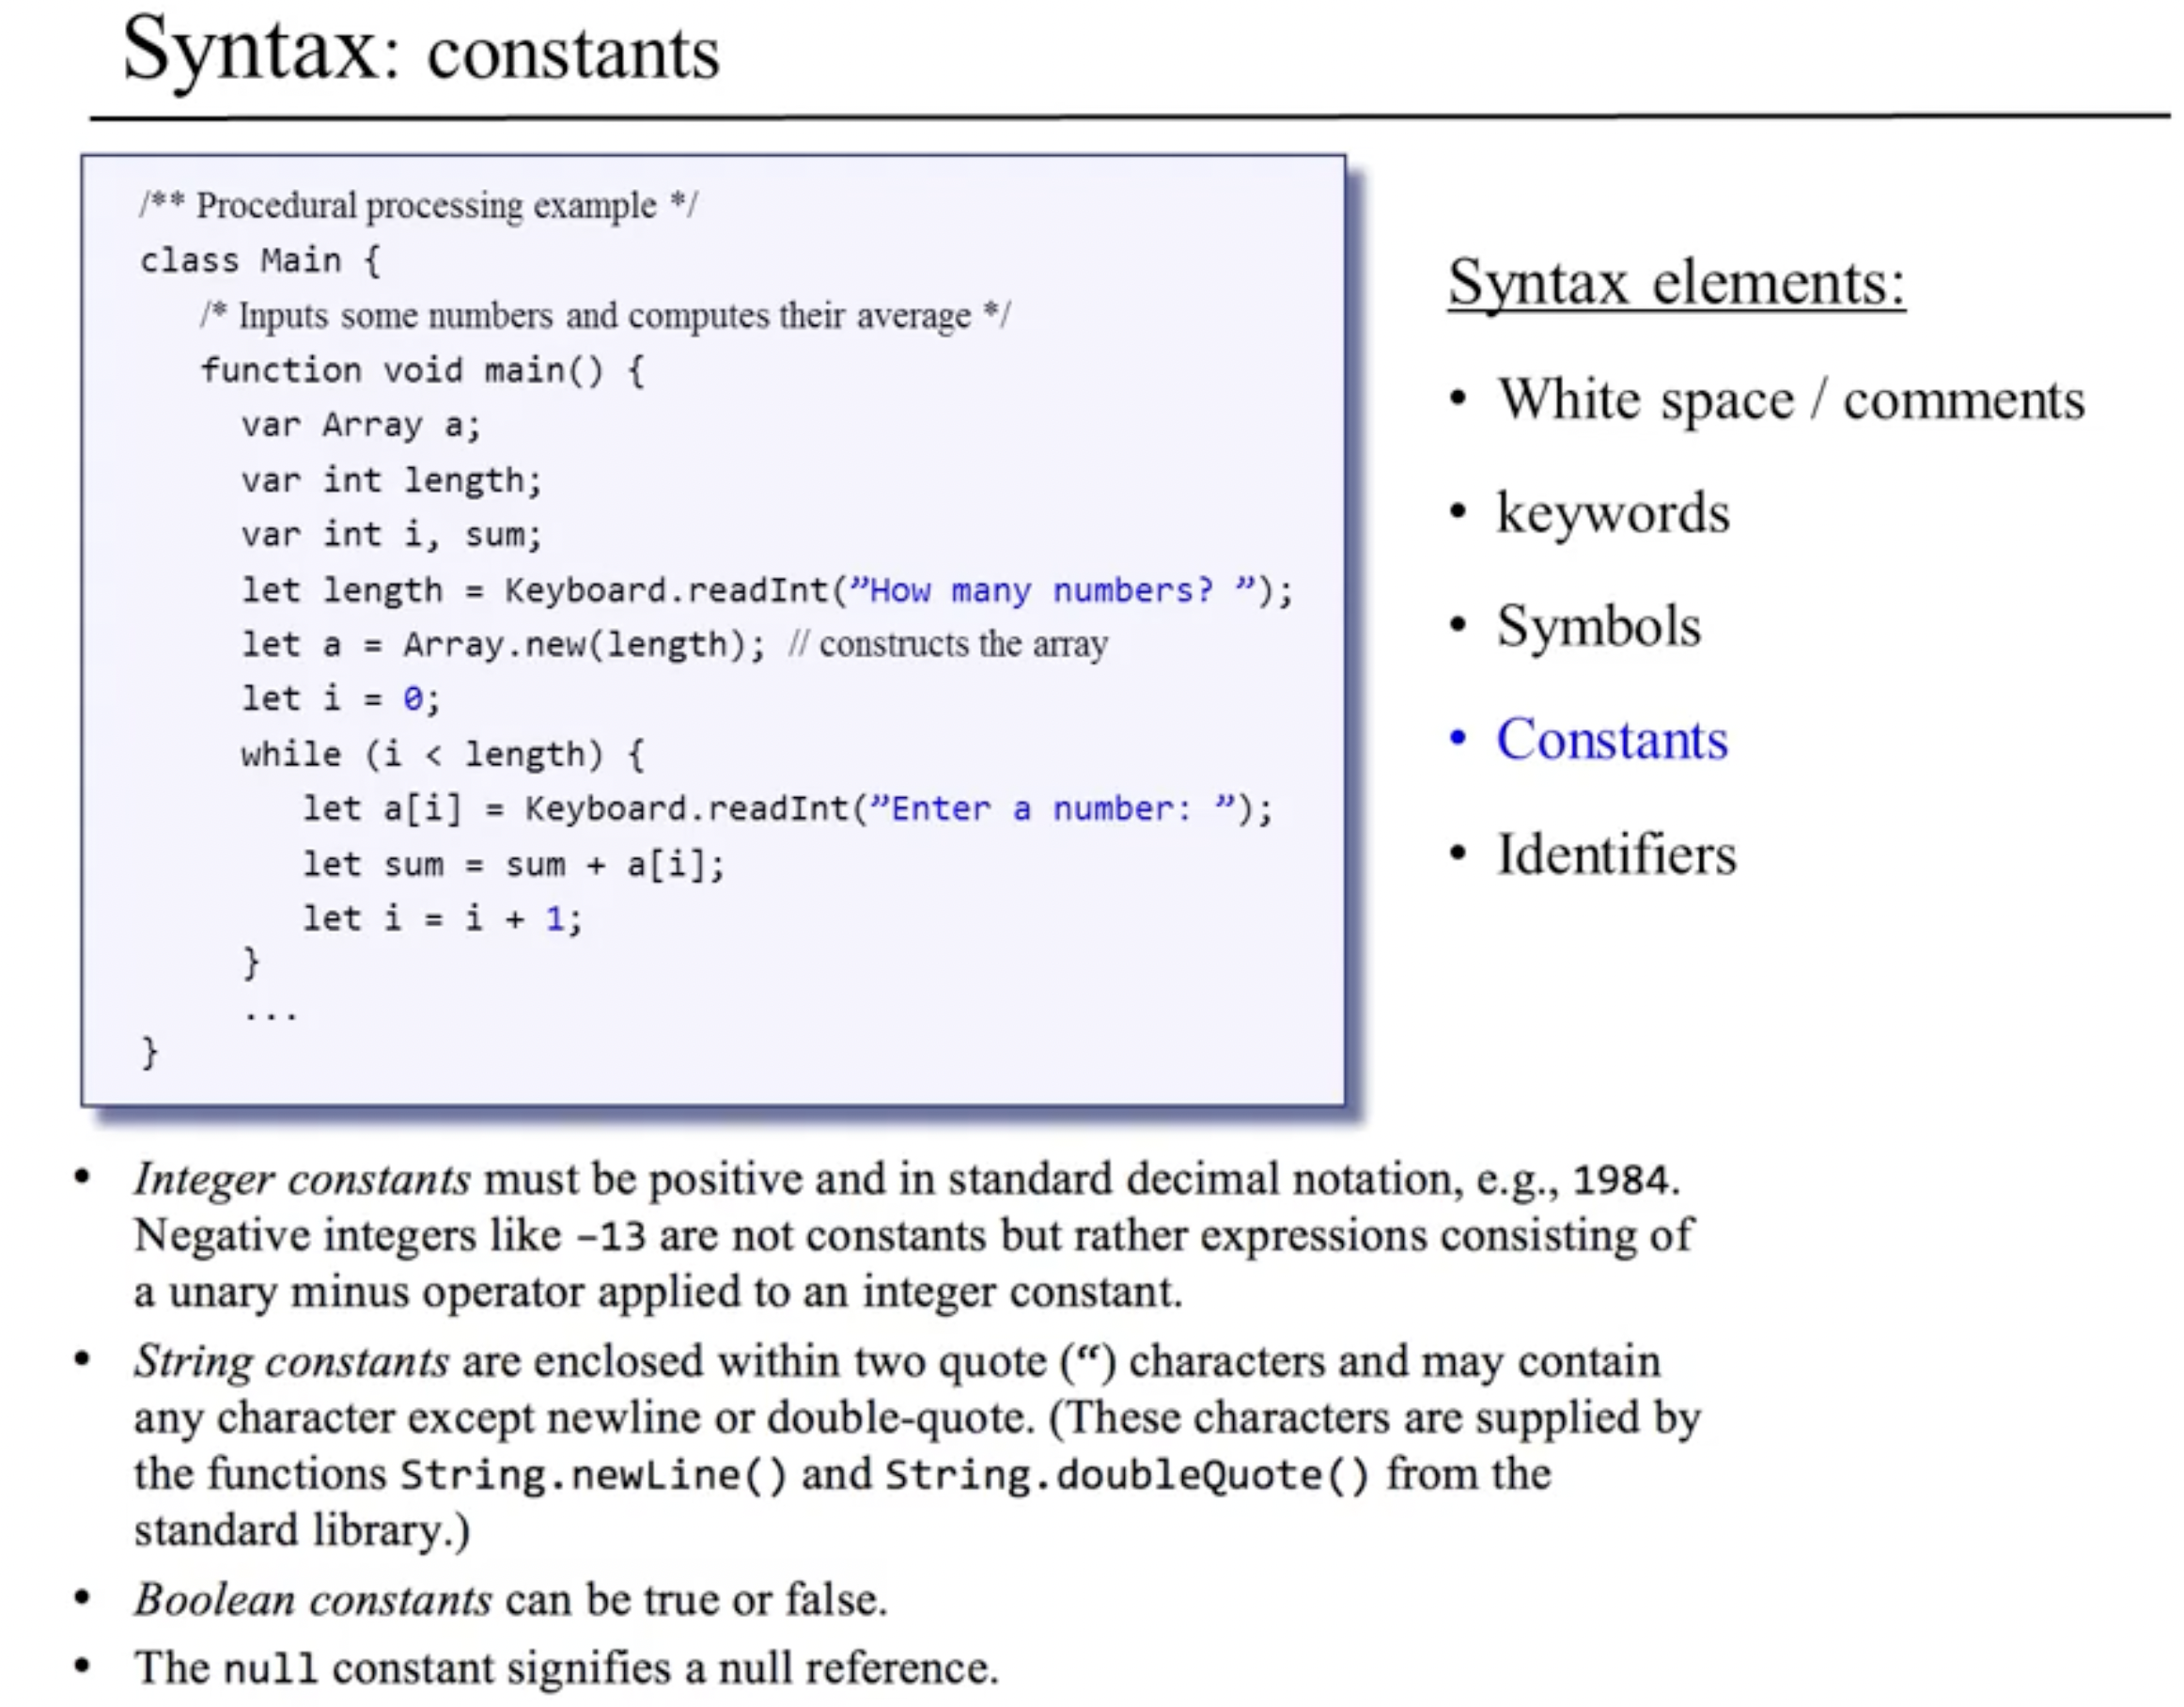 Syntax: constants
/** Procedural processing example */
class Main {
/* Inputs some numbers and computes their average */
function void main() {
var Array a;
var int length;
var int i, sum;
let length = Keyboard.readInt(”How many numbers? ”);
let a = Array.new(length); // constructs the array
let i = 0;
while (i < length) {
let a[i] = Keyboard.readInt(”Enter a number: ”);
let sum = sum + a[i];
let i = i + 1;
}
...
}
Syntax elements:
• White space / comments
• keywords
• Symbols
• Constants
• Identifiers
• Integer constants must be positive and in standard decimal notation, e.g., 1984.
Negative integers like –13 are not constants but rather expressions consisting of
a unary minus operator applied to an integer constant.
• String constants are enclosed within two quote (“) characters and may contain
any character except newline or double-quote. (These characters are supplied by
the functions String.newLine() and String.doubleQuote() from the
standard library.)
• Boolean constants can be true or false.
• The null constant signifies a null reference.